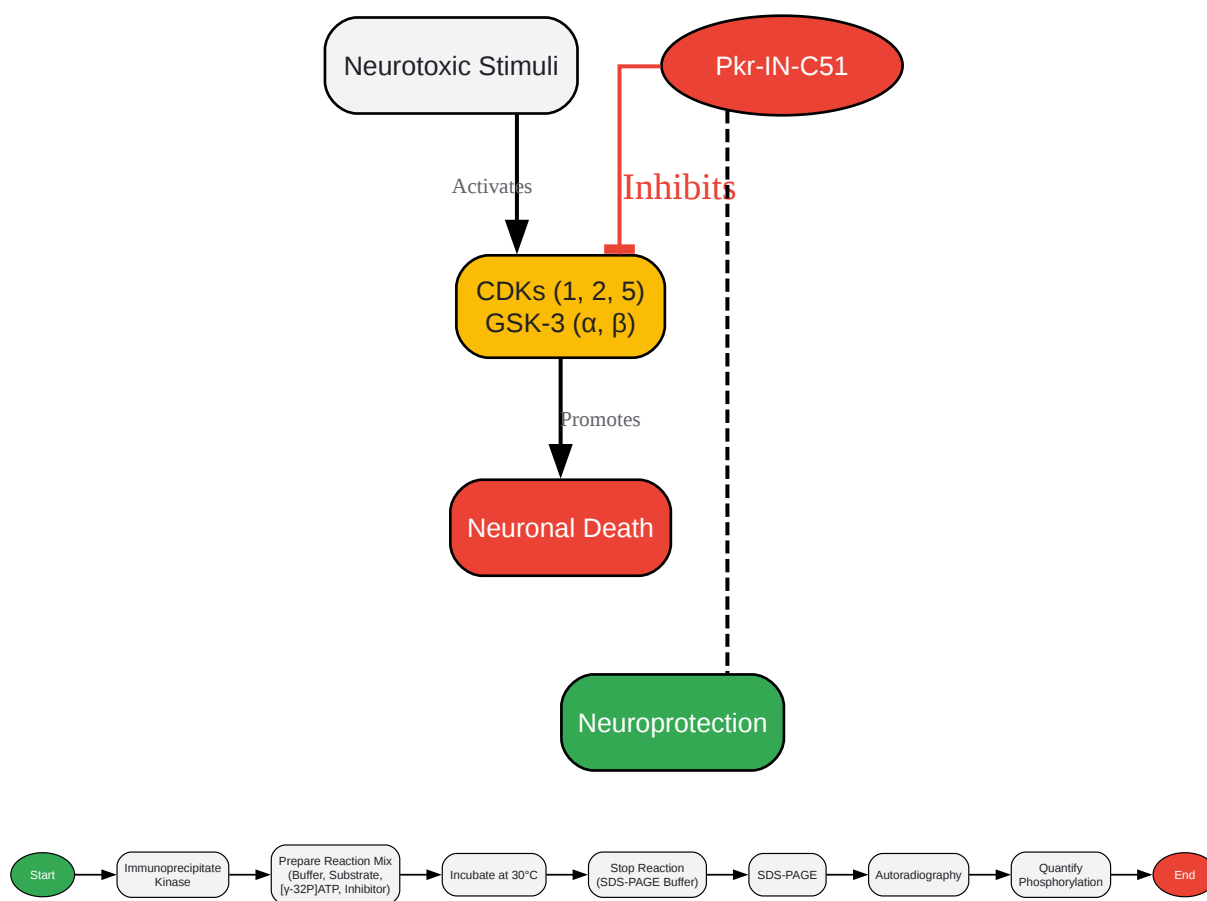 Neurotoxic Stimuli
Pkr-IN-C51
Activates
Inhibits
CDKs (1, 2, 5)
GSK-3 (α, β)
Promotes
Neuronal Death
Neuroprotection
Start
Immunoprecipitate
Kinase
Prepare Reaction Mix
(Buffer, Substrate,
[γ-32P]ATP, Inhibitor)
Incubate at 30°C
Stop Reaction
(SDS-PAGE Buffer)
SDS-PAGE
Autoradiography
Quantify
Phosphorylation
End